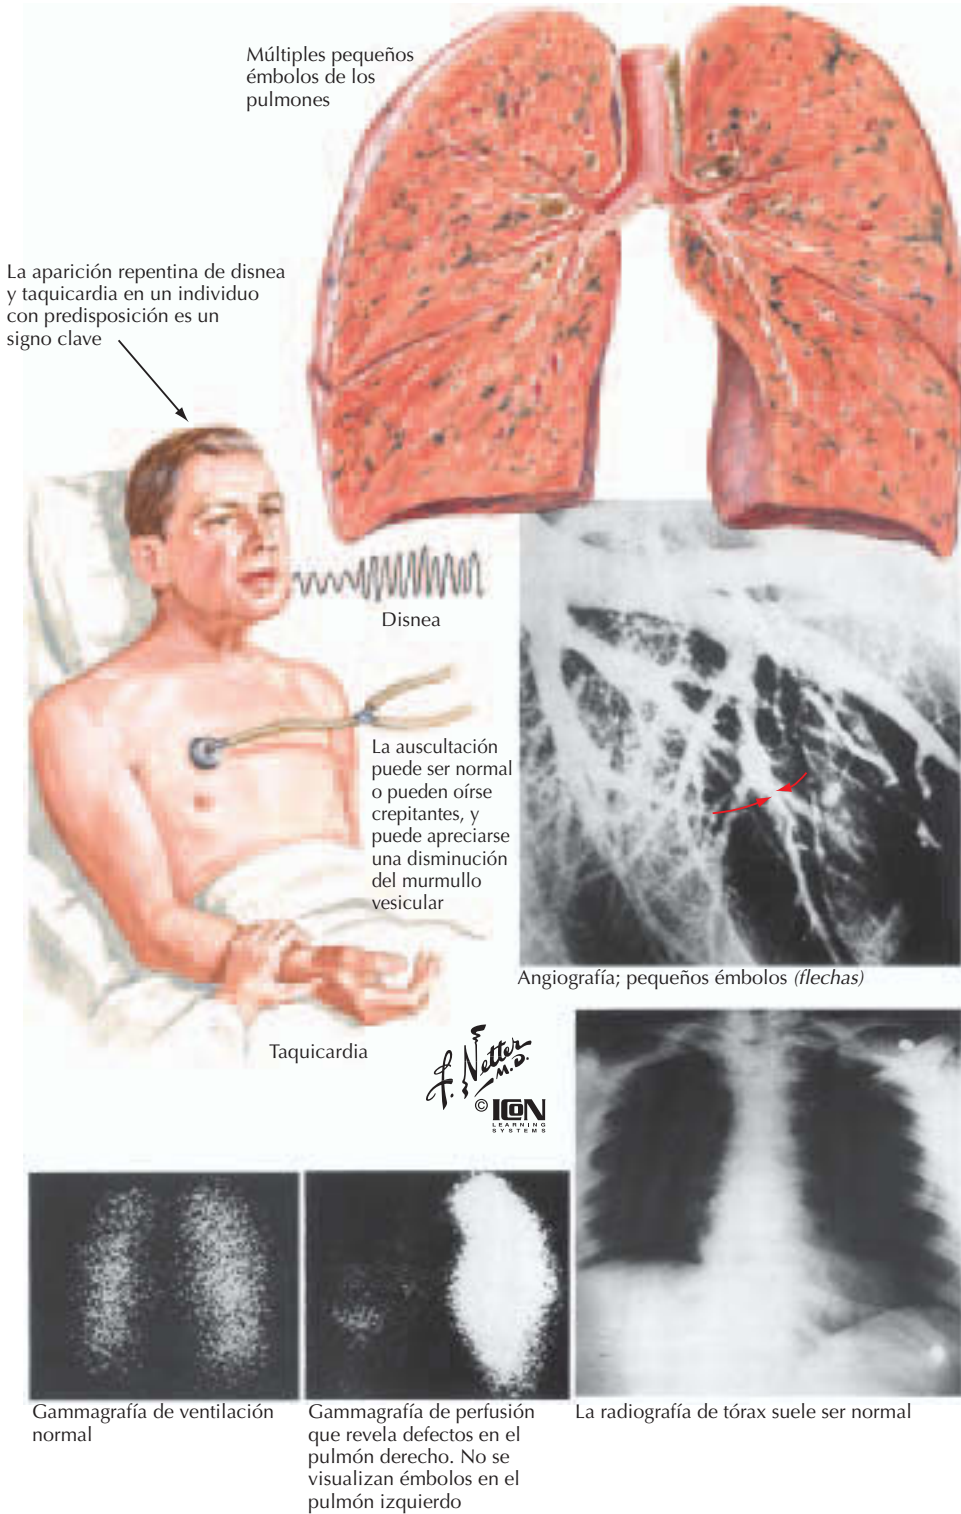 Múltiples pequeños
émbolos de los
pulmones
La aparición repentina de disnea
y taquicardia en un individuo
con predisposición es un
signo clave
Disnea
La auscultación
puede ser normal
o pueden oírse
crepitantes, y
puede apreciarse
una disminución
del murmullo
vesicular
Angiografía; pequeños émbolos (flechas)
Taquicardia
F. Netter
M.D.
© ICON
LEARNING
SYSTEMS
Gammagrafía de ventilación
normal
Gammagrafía de perfusión
que revela defectos en el
pulmón derecho. No se
visualizan émbolos en el
pulmón izquierdo
La radiografía de tórax suele ser normal